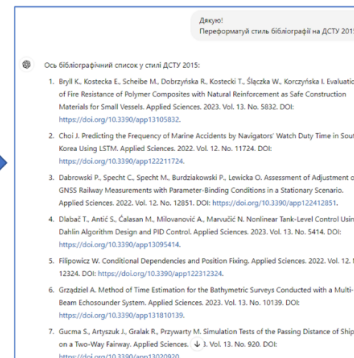 Дякую!
Переформатуй стиль бібліографії на ДСТУ 201
Ось бібліографічний список у стилі ДСТУ 2015:
1. Bryll K., Kostecka E., Scheibe M., Dobrzyńska R., Kostecki T., Ślączka W., Korczyńska I. Evaluatio
of Fire Resistance of Polymer Composites with Natural Reinforcement as Safe Construction
Materials for Small Vessels. Applied Sciences. 2023. Vol. 13. No. 5832. DOI:
https://doi.org/10.3390/app13105832.
2. Choi J. Predicting the Frequency of Marine Accidents by Navigators' Watch Duty Time in Sout
Korea Using LSTM. Applied Sciences. 2022. Vol. 12. No. 11724. DOI:
https://doi.org/10.3390/app122211724.
3. Dabrowski P., Specht C., Specht M., Burdziakowski P., Lewicka O. Assessment of Adjustment o
GNSS Railway Measurements with Parameter-Binding Conditions in a Stationary Scenario.
Applied Sciences. 2022. Vol. 12. No. 12851. DOI: https://doi.org/10.3390/app122412851.
4. Dlabač T., Antić S., Ćalasan M., Milovanović A., Marvučić N. Nonlinear Tank-Level Control Usin
Dahlin Algorithm Design and PID Control. Applied Sciences. 2023. Vol. 13. No. 5414. DOI:
https://doi.org/10.3390/app13095414.
5. Filipowicz W. Conditional Dependencies and Position Fixing. Applied Sciences. 2022. Vol. 12. N
12324. DOI: https://doi.org/10.3390/app122312324.
6. Grządziel A. Method of Time Estimation for the Bathymetric Surveys Conducted with a Multi-
Beam Echosounder System. Applied Sciences. 2023. Vol. 13. No. 10139. DOI:
https://doi.org/10.3390/app131810139.
7. Gucma S., Artyszuk J., Gralak R., Przywarty M. Simulation Tests of the Passing Distance of Ship
on a Two-Way Fairway. Applied Sciences. 3. Vol. 13. No. 920. DOI:
https://doi.org/10.3390/app13020920